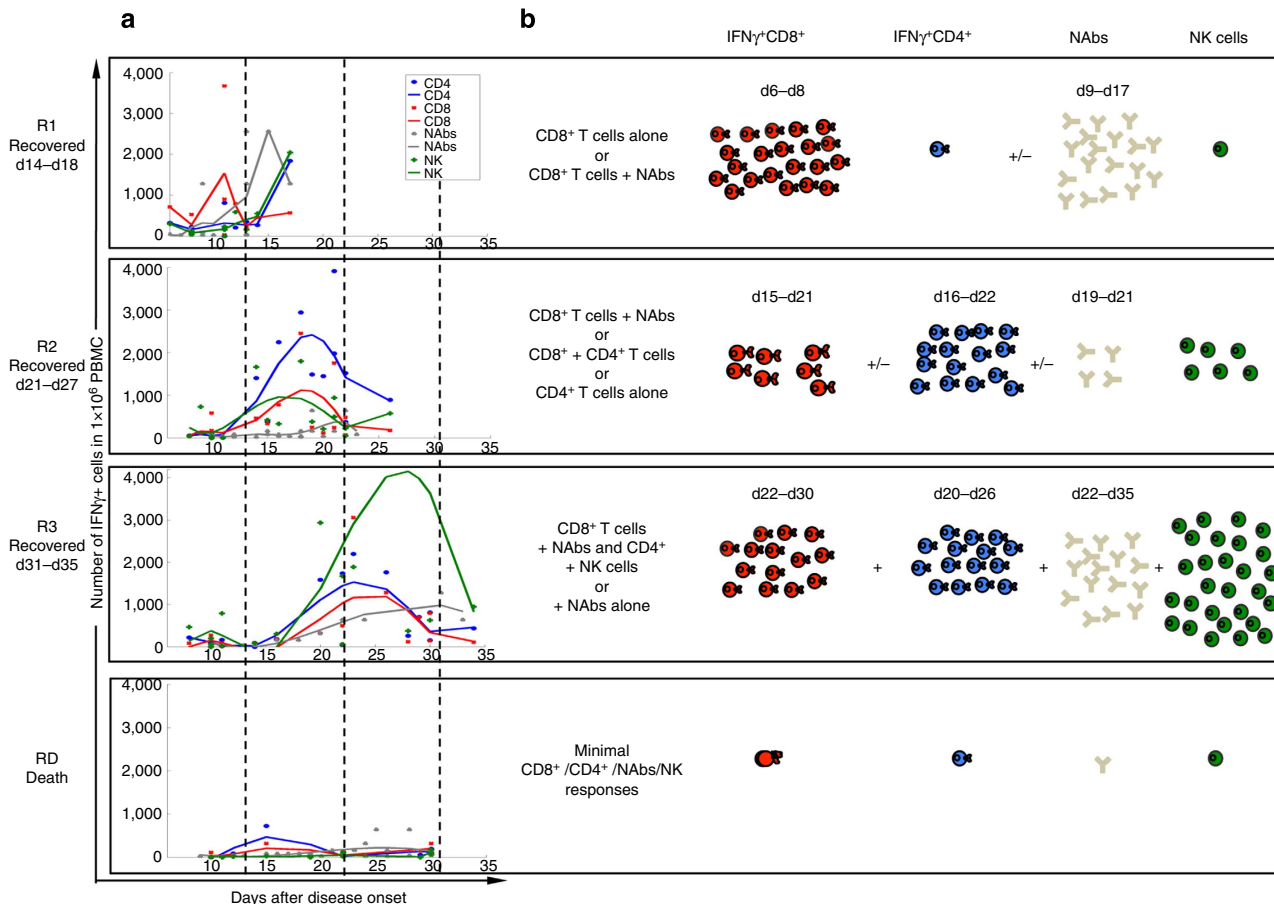 a
b
IFNγ⁺CD8⁺
IFNγ⁺CD4⁺
NAbs
NK cells
Number of IFNγ+ cells in 1×10⁶ PBMC
R1
Recovered
d14–d18
4,000
3,000
2,000
1,000
0
10
15
20
25
30
35
CD4
CD4
CD8
CD8
NAbs
NAbs
NK
NK
CD8⁺ T cells alone
or
CD8⁺ T cells + NAbs
d6–d8
+/–
d9–d17
R2
Recovered
d21–d27
4,000
3,000
2,000
1,000
0
10
15
20
25
30
35
CD8⁺ T cells + NAbs
or
CD8⁺ + CD4⁺ T cells
or
CD4⁺ T cells alone
d15–d21
+/–
d16–d22
+/–
d19–d21
R3
Recovered
d31–d35
4,000
3,000
2,000
1,000
0
10
15
20
25
30
35
CD8⁺ T cells
+ NAbs and CD4⁺
+ NK cells
or
+ NAbs alone
d22–d30
+
d20–d26
+
d22–d35
+
RD
Death
4,000
3,000
2,000
1,000
0
10
15
20
25
30
35
Minimal
CD8⁺ /CD4⁺ /NAbs/NK
responses
Days after disease onset